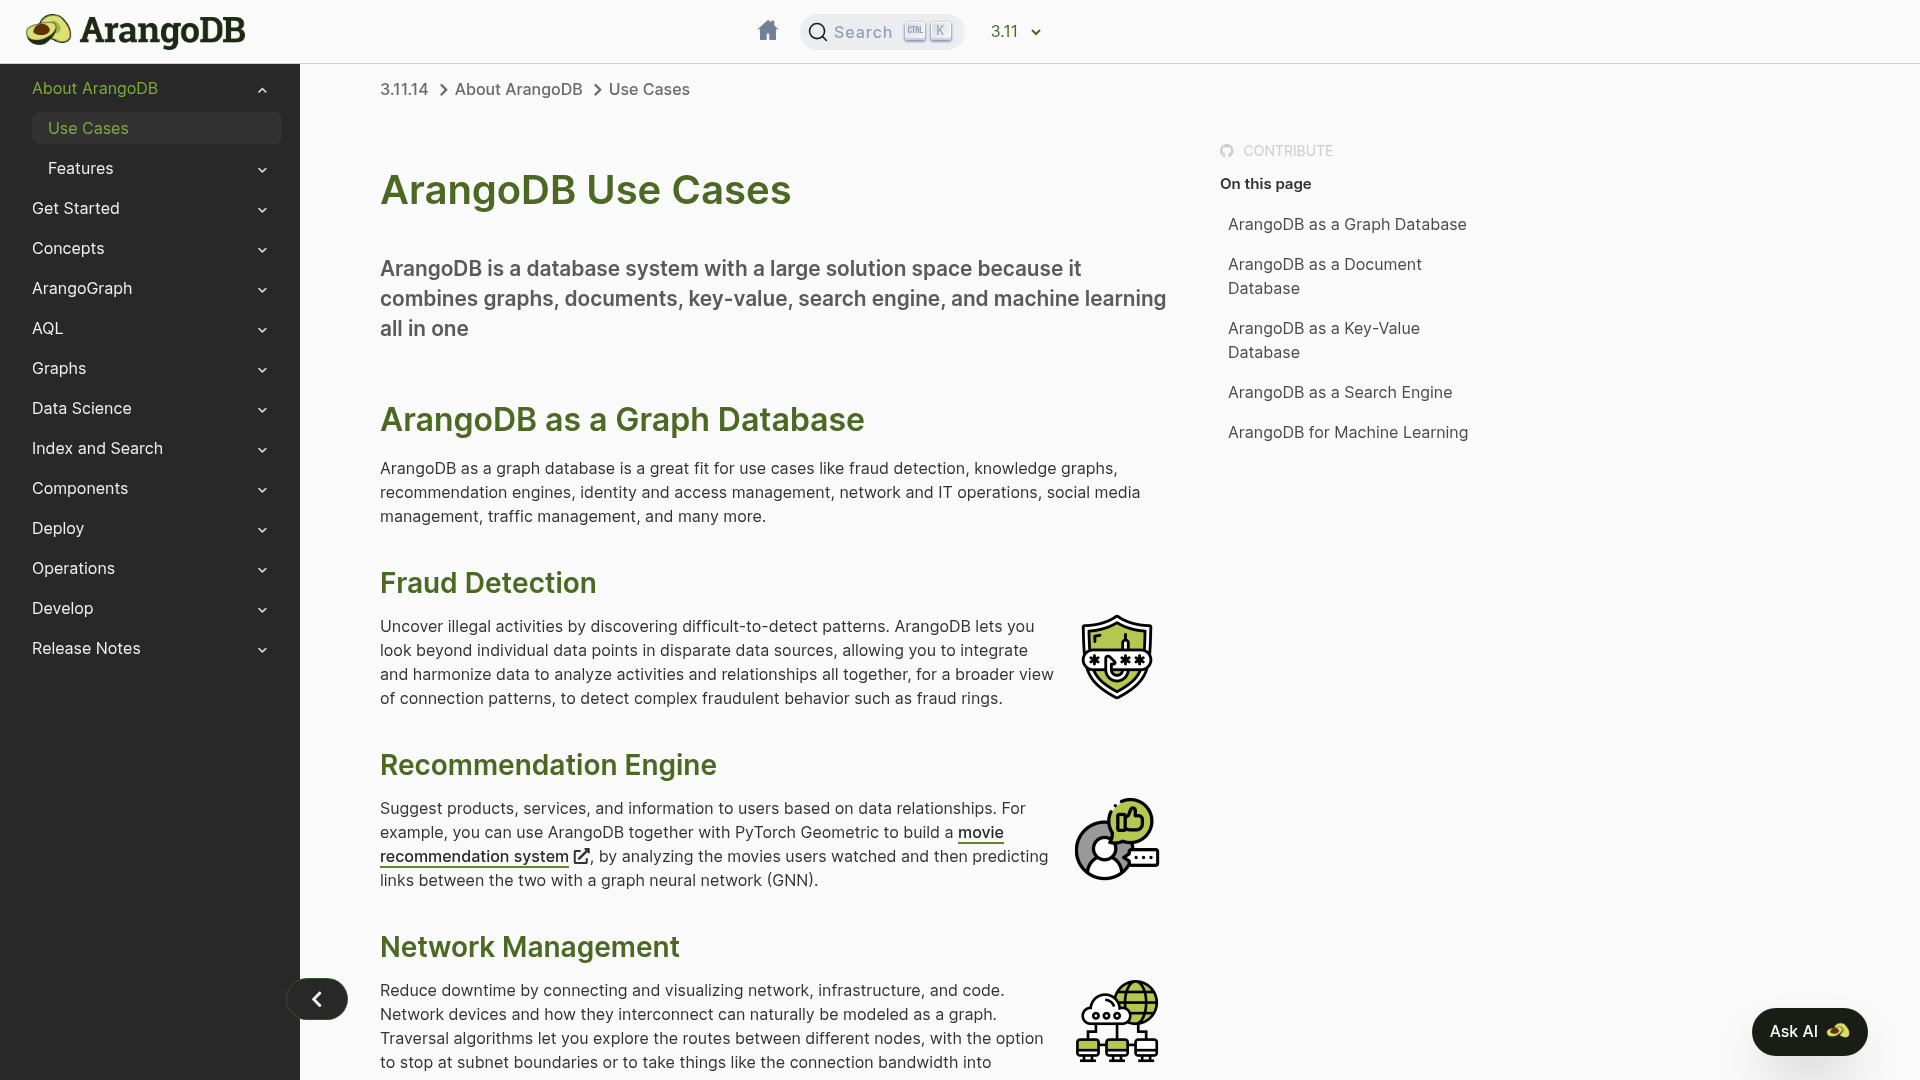 ArangoDB
Search CTRL K
3.11
About ArangoDB
Use Cases
Features
Get Started
Concepts
ArangoGraph
AQL
Graphs
Data Science
Index and Search
Components
Deploy
Operations
Develop
Release Notes
3.11.14 About ArangoDB Use Cases
ArangoDB Use Cases
ArangoDB is a database system with a large solution space because it
combines graphs, documents, key-value, search engine, and machine learning
all in one
ArangoDB as a Graph Database
ArangoDB as a graph database is a great fit for use cases like fraud detection, knowledge graphs,
recommendation engines, identity and access management, network and IT operations, social media
management, traffic management, and many more.
Fraud Detection
Uncover illegal activities by discovering difficult-to-detect patterns. ArangoDB lets you
look beyond individual data points in disparate data sources, allowing you to integrate
and harmonize data to analyze activities and relationships all together, for a broader view
of connection patterns, to detect complex fraudulent behavior such as fraud rings.
Recommendation Engine
Suggest products, services, and information to users based on data relationships. For
example, you can use ArangoDB together with PyTorch Geometric to build a movie
recommendation system, by analyzing the movies users watched and then predicting
links between the two with a graph neural network (GNN).
Network Management
Reduce downtime by connecting and visualizing network, infrastructure, and code.
Network devices and how they interconnect can naturally be modeled as a graph.
Traversal algorithms let you explore the routes between different nodes, with the option
to stop at subnet boundaries or to take things like the connection bandwidth into
CONTRIBUTE
On this page
ArangoDB as a Graph Database
ArangoDB as a Document
Database
ArangoDB as a Key-Value
Database
ArangoDB as a Search Engine
ArangoDB for Machine Learning
Ask AI